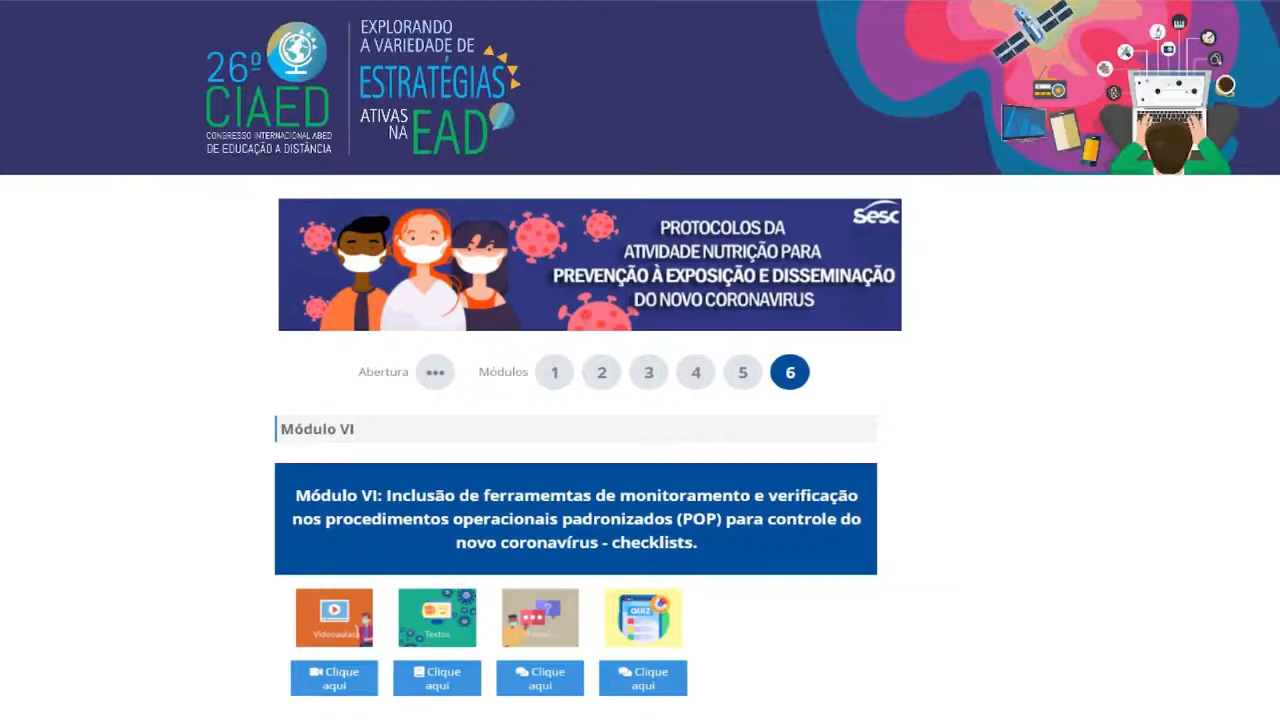 26º
CIAED
CONGRESSO INTERNACIONAL ABED
DE EDUCAÇÃO A DISTÂNCIA
EXPLORANDO
A VARIEDADE DE
ESTRATÉGIAS
ATIVAS
NA EAD
Sesc
PROTOCOLOS DA
ATIVIDADE NUTRIÇÃO PARA
PREVENÇÃO À EXPOSIÇÃO E DISSEMINAÇÃO
DO NOVO CORONAVIRUS
Abertura ••• Módulos 1 2 3 4 5 6
Módulo VI
Módulo VI: Inclusão de ferramemtas de monitoramento e verificação
nos procedimentos operacionais padronizados (POP) para controle do
novo coronavírus - checklists.
Videoaulas Textos QUIZ
Clique aqui
Clique aqui
Clique aqui
Clique aqui